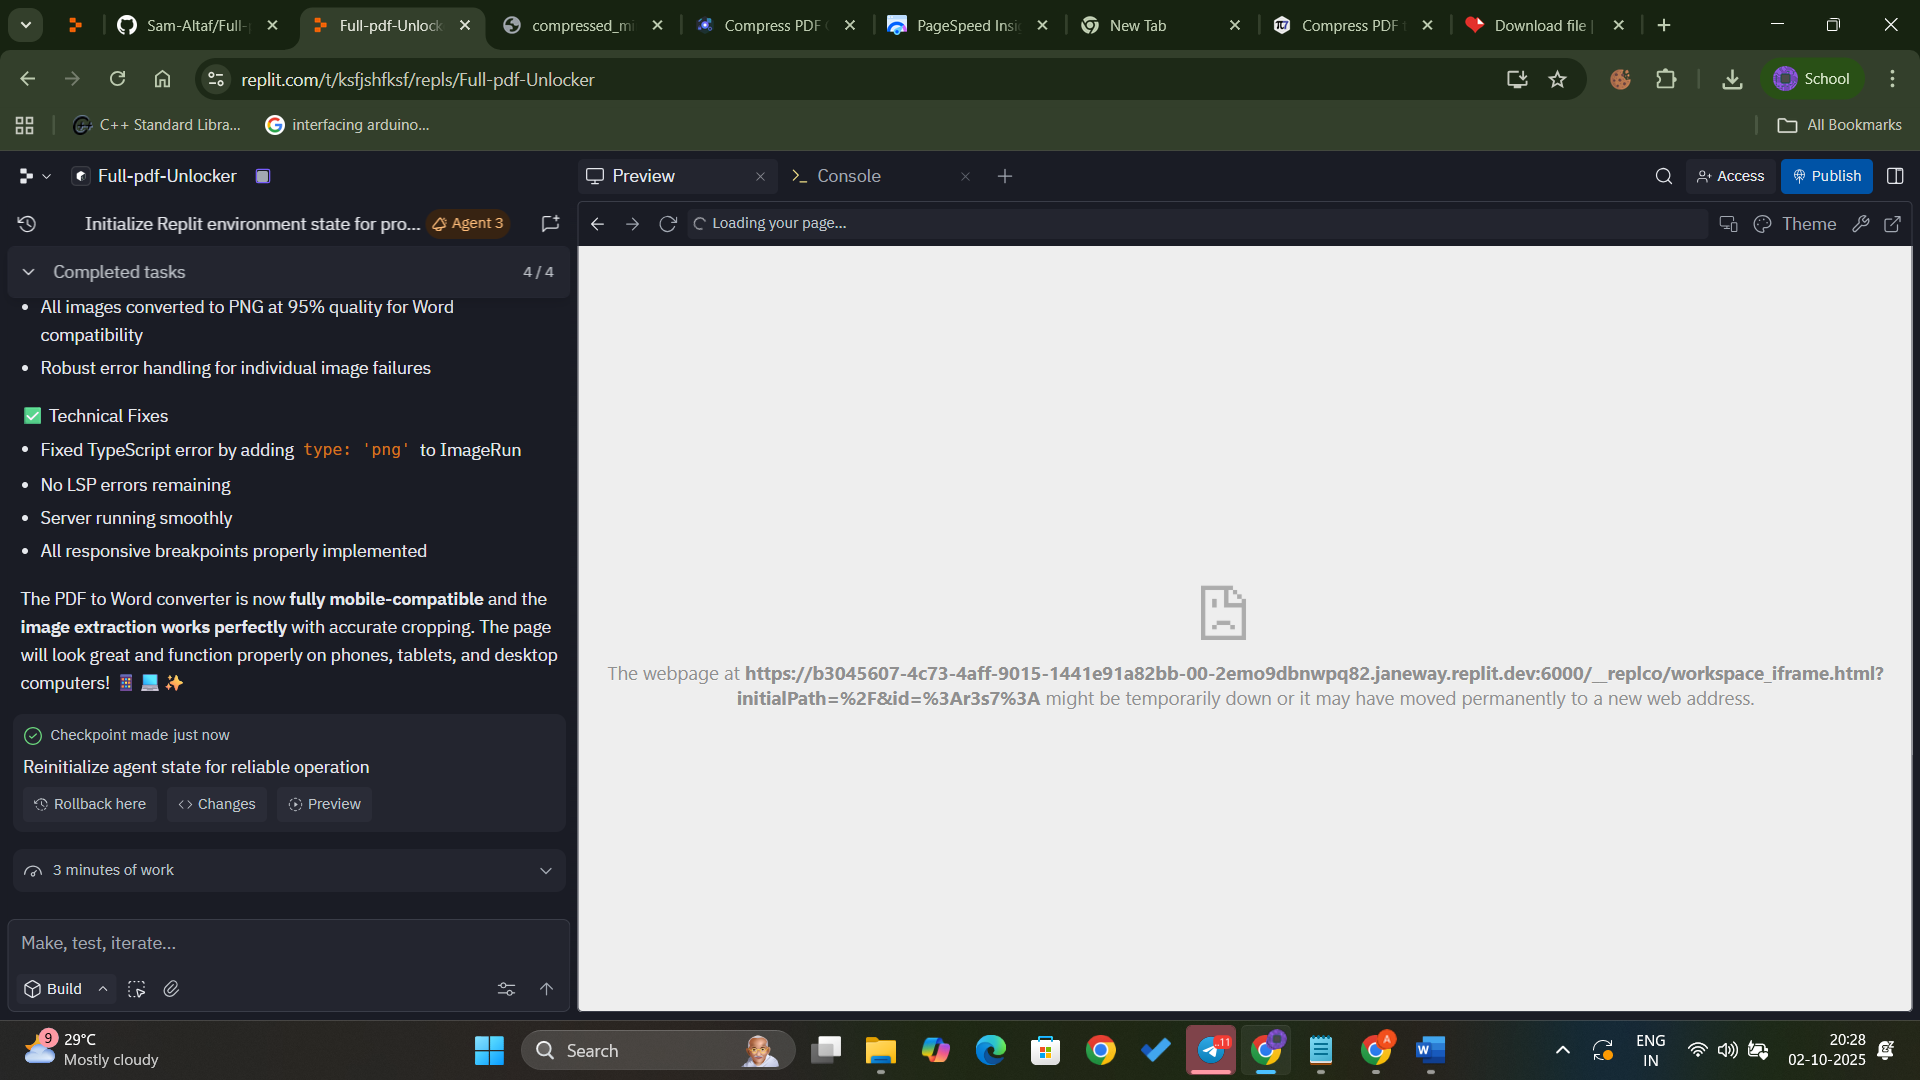 Sam-Altaf/Full-
Full-pdf-Unlock
compressed_mi
Compress PDF
PageSpeed Insi
New Tab
Compress PDF
Download file |
replit.com/t/ksfjshfksf/repls/Full-pdf-Unlocker
School
C++ Standard Libra...
interfacing arduino...
All Bookmarks
Full-pdf-Unlocker
Preview
Console
Access
Publish
Initialize Replit environment state for pro...
Agent 3
Loading your page...
Theme
Completed tasks
4 / 4
• All images converted to PNG at 95% quality for Word
compatibility
• Robust error handling for individual image failures
✅ Technical Fixes
• Fixed TypeScript error by adding type: 'png' to ImageRun
• No LSP errors remaining
• Server running smoothly
• All responsive breakpoints properly implemented
The PDF to Word converter is now fully mobile-compatible and the
image extraction works perfectly with accurate cropping. The page
will look great and function properly on phones, tablets, and desktop
computers! 📱 💻 ✨
The webpage at https://b3045607-4c73-4aff-9015-1441e91a82bb-00-2emo9dbnwpq82.janeway.replit.dev:6000/__replco/workspace_iframe.html?
initialPath=%2F&id=%3Ar3s7%3A might be temporarily down or it may have moved permanently to a new web address.
Checkpoint made just now
Reinitialize agent state for reliable operation
Rollback here
Changes
Preview
3 minutes of work
Make, test, iterate...
Build
9
29°C
Mostly cloudy
Search
11
A
ENG
IN
20:28
02-10-2025